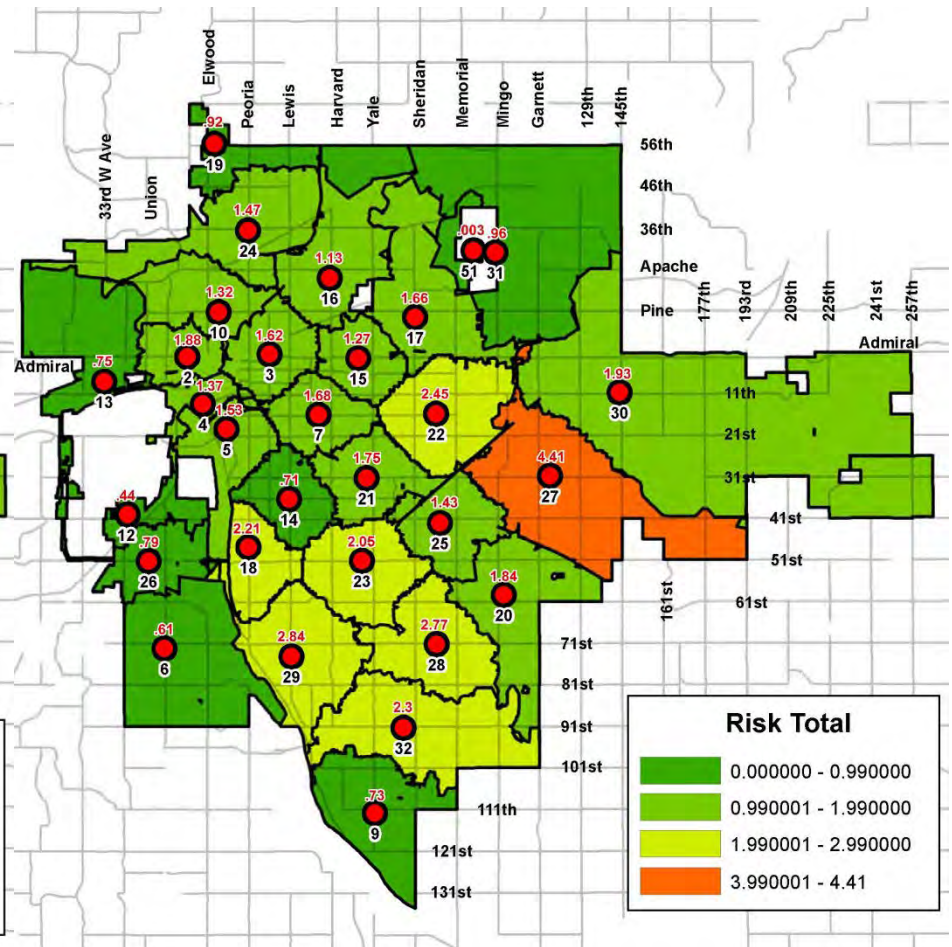 Elwood
Peoria
Lewis
Harvard
Yale
Sheridan
Memorial
Mingo
Garnett
129th
145th
33rd W Ave
Union
.92
19
56th
46th
1.47
24
36th
.003
51
.96
31
1.13
16
Apache
177th
193rd
209th
225th
241st
257th
1.32
10
1.66
17
Pine
1.88
2
1.62
3
1.27
15
Admiral
Admiral
.75
13
1.37
4
1.53
5
1.68
7
2.45
22
1.93
30
11th
21st
1.75
21
4.41
27
31st
.71
14
.44
12
1.43
25
41st
2.21
18
2.05
23
.79
26
51st
1.84
20
161st
61st
.61
6
2.84
29
2.77
28
71st
81st
2.3
32
91st
101st
.73
9
111th
121st
131st
Risk Total
0.000000 - 0.990000
0.990001 - 1.990000
1.990001 - 2.990000
3.990001 - 4.41